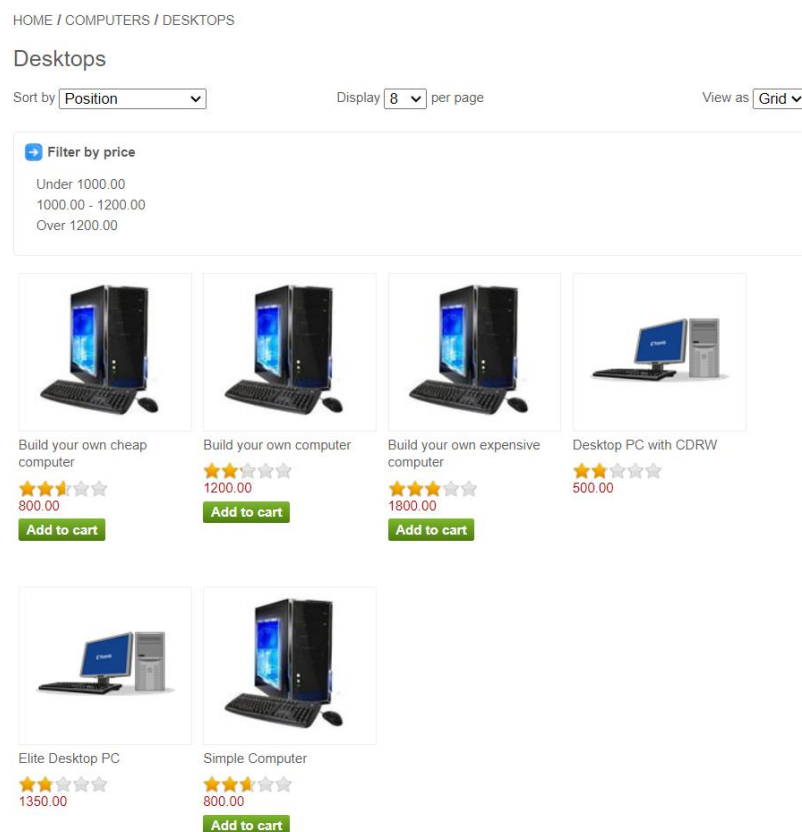 HOME / COMPUTERS / DESKTOPS
Desktops
Sort by Position
Display 8 per page
View as Grid
Filter by price
Under 1000.00
1000.00 - 1200.00
Over 1200.00
Build your own cheap
computer
800.00
Add to cart
Build your own computer
1200.00
Add to cart
Build your own expensive
computer
1800.00
Add to cart
Desktop PC with CDRW
500.00
Elite Desktop PC
1350.00
Simple Computer
800.00
Add to cart